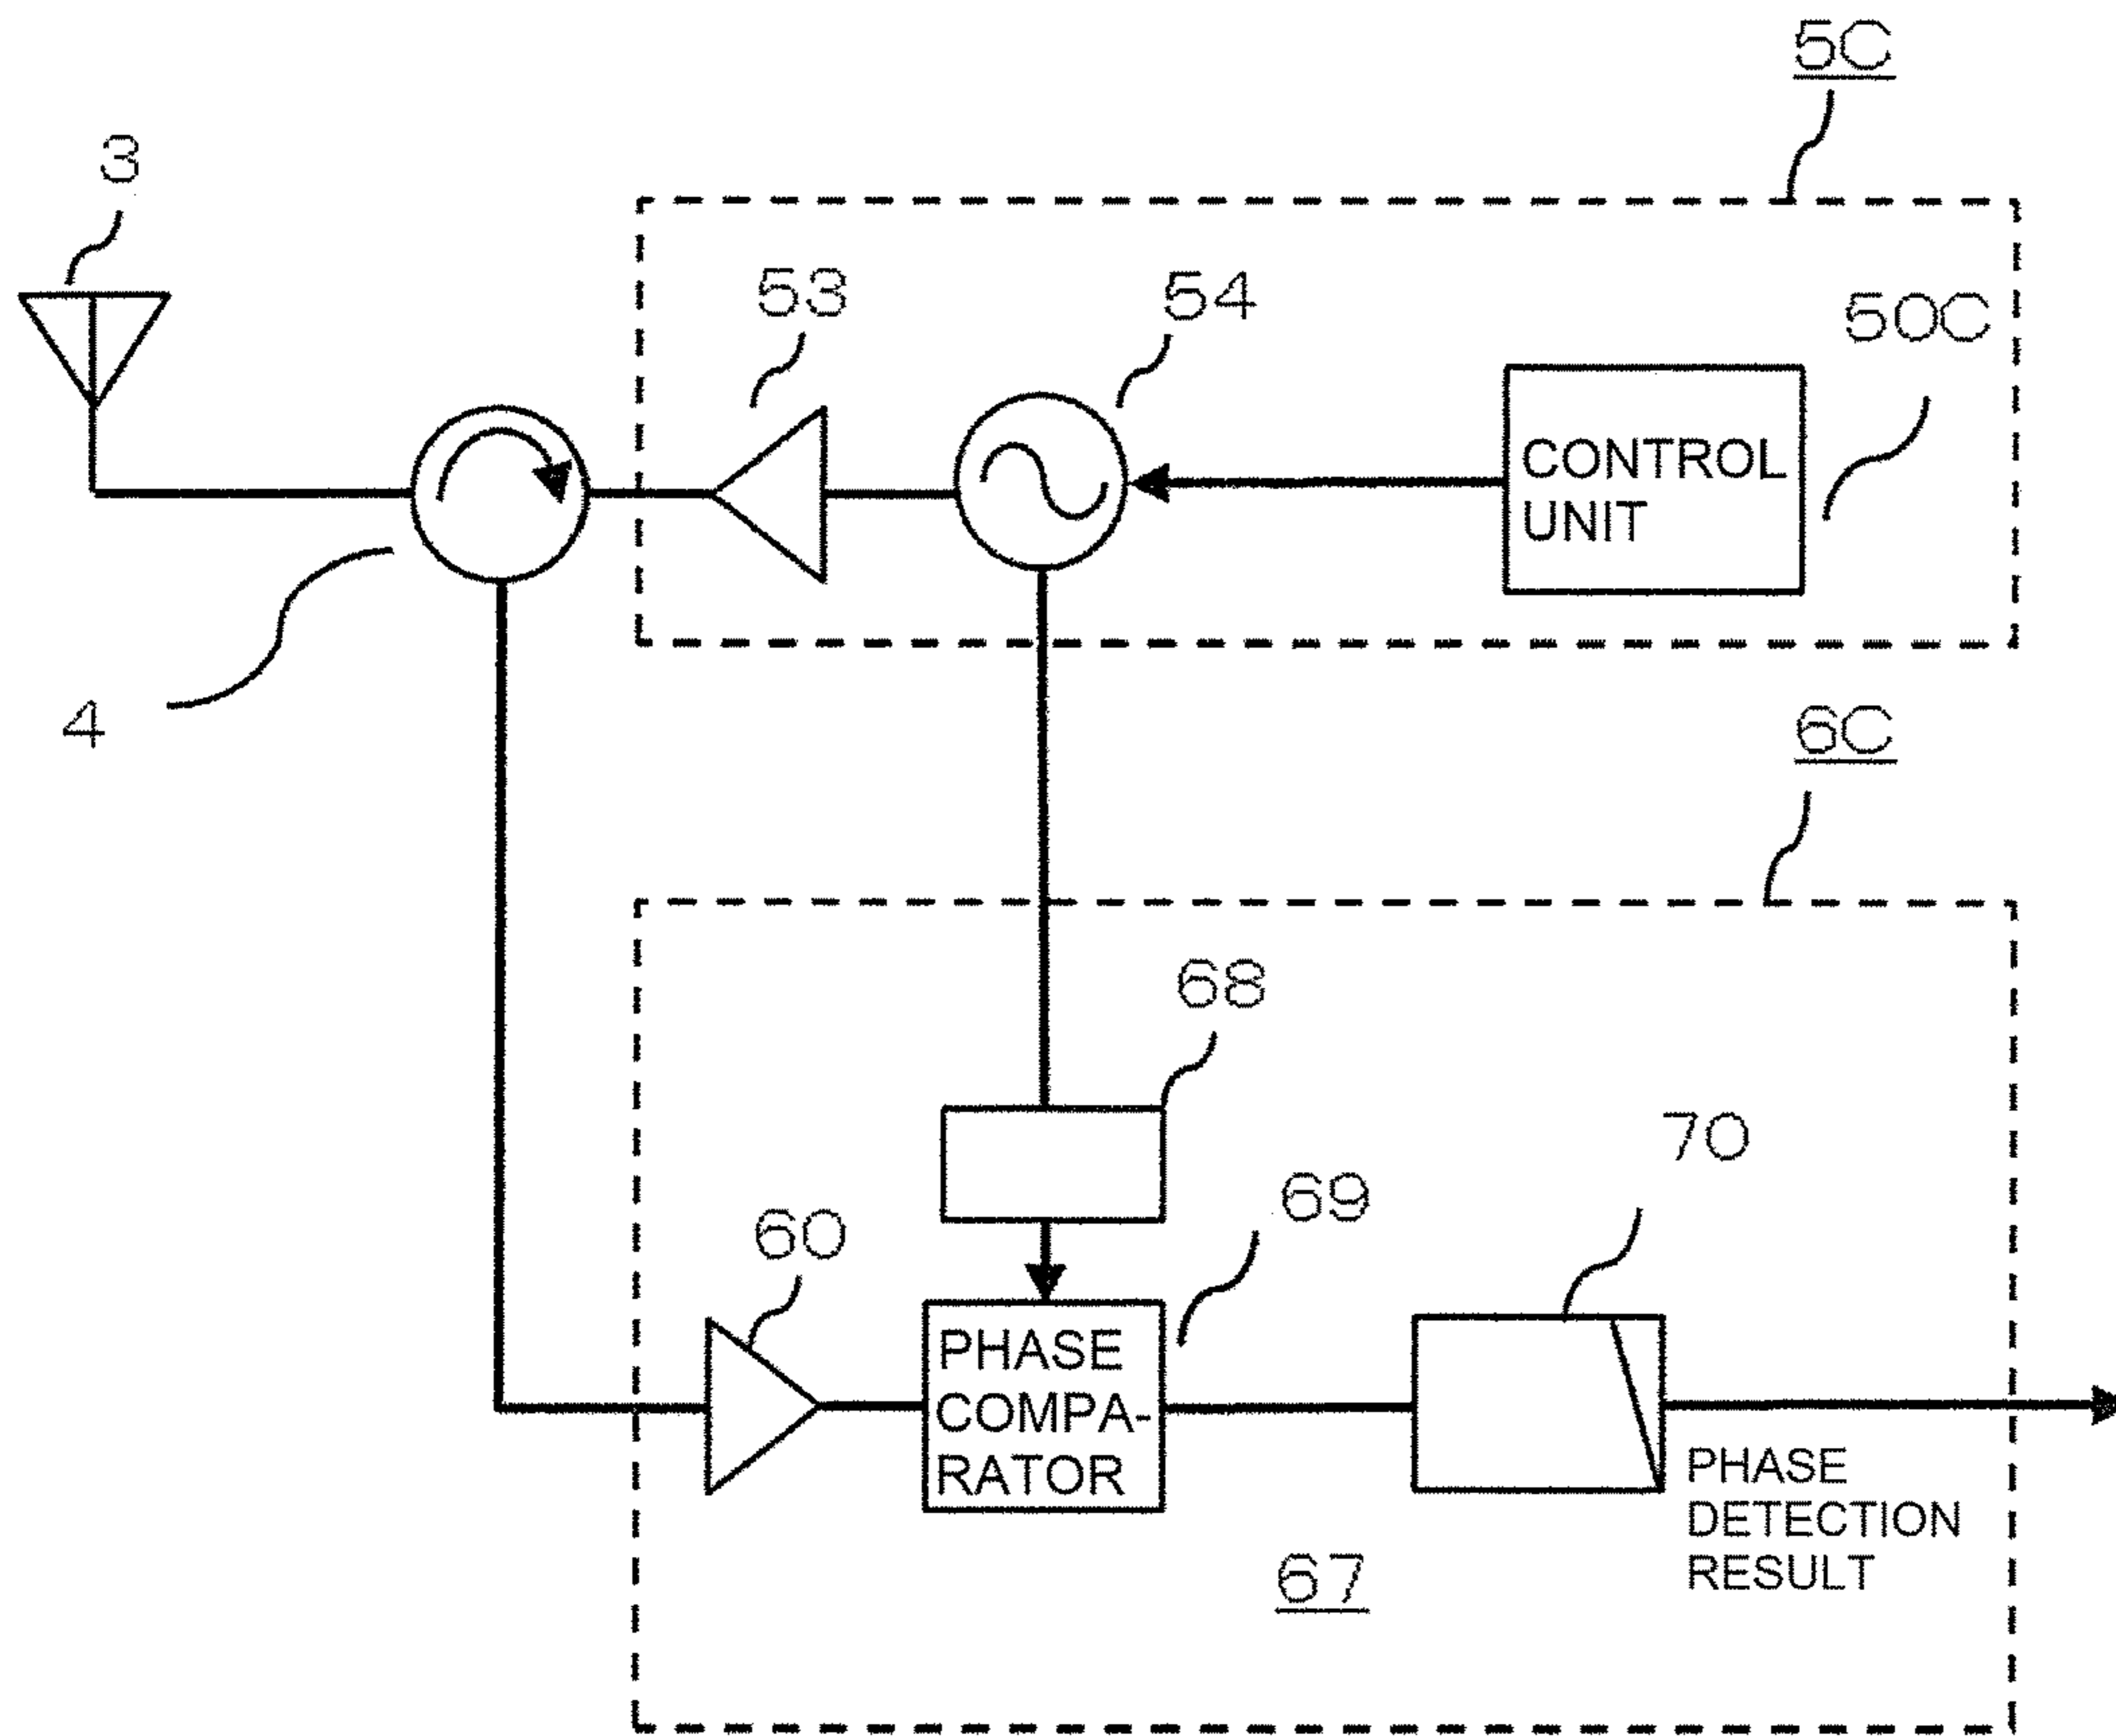 5C
3
53
54
50C
CONTROL
UNIT
4
6C
68
70
69
60
PHASE
COMPA-
RATOR
PHASE
DETECTION
RESULT
67